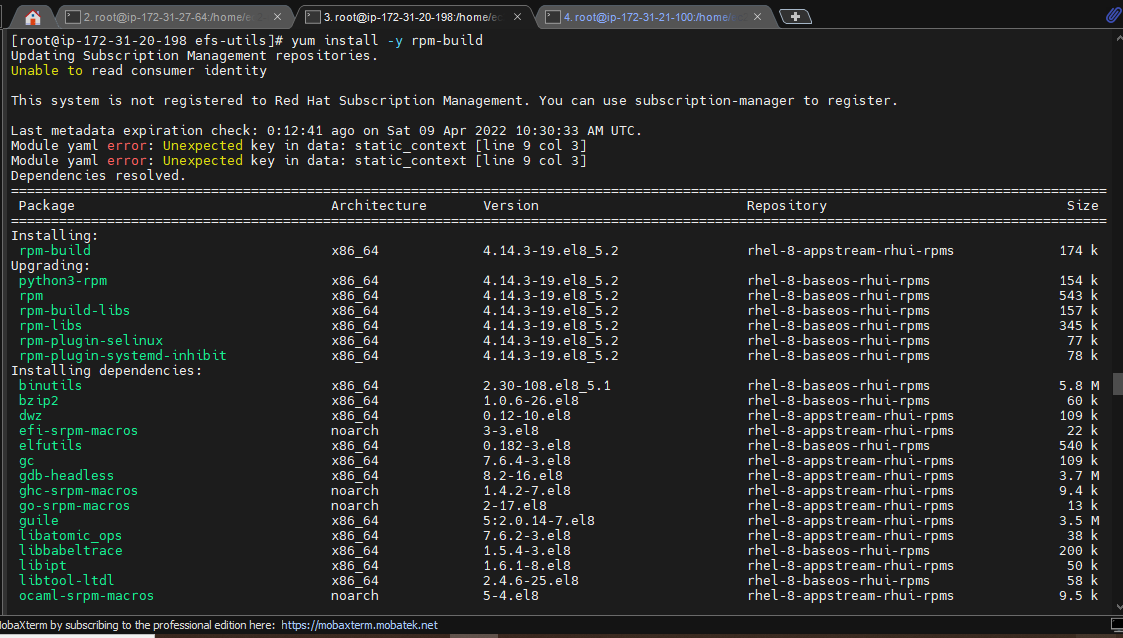 2. root@ip-172-31-27-64:/home/e
3. root@ip-172-31-20-198:/home/ec
4. root@ip-172-31-21-100:/home/
[root@ip-172-31-20-198 efs-utils]# yum install -y rpm-build
Updating Subscription Management repositories.
Unable to read consumer identity
This system is not registered to Red Hat Subscription Management. You can use subscription-manager to register.
Last metadata expiration check: 0:12:41 ago on Sat 09 Apr 2022 10:30:33 AM UTC.
Module yaml error: Unexpected key in data: static_context [line 9 col 3]
Module yaml error: Unexpected key in data: static_context [line 9 col 3]
Dependencies resolved.
Package Architecture Version Repository Size
Installing:
rpm-build x86_64 4.14.3-19.el8_5.2 rhel-8-appstream-rhui-rpms 174 k
Upgrading:
python3-rpm x86_64 4.14.3-19.el8_5.2 rhel-8-baseos-rhui-rpms 154 k
rpm x86_64 4.14.3-19.el8_5.2 rhel-8-baseos-rhui-rpms 543 k
rpm-build-libs x86_64 4.14.3-19.el8_5.2 rhel-8-baseos-rhui-rpms 157 k
rpm-libs x86_64 4.14.3-19.el8_5.2 rhel-8-baseos-rhui-rpms 345 k
rpm-plugin-selinux x86_64 4.14.3-19.el8_5.2 rhel-8-baseos-rhui-rpms 77 k
rpm-plugin-systemd-inhibit x86_64 4.14.3-19.el8_5.2 rhel-8-baseos-rhui-rpms 78 k
Installing dependencies:
binutils x86_64 2.30-108.el8_5.1 rhel-8-baseos-rhui-rpms 5.8 M
bzip2 x86_64 1.0.6-26.el8 rhel-8-baseos-rhui-rpms 60 k
dwz x86_64 0.12-10.el8 rhel-8-appstream-rhui-rpms 109 k
efi-srpm-macros noarch 3-3.el8 rhel-8-appstream-rhui-rpms 22 k
elfutils x86_64 0.182-3.el8 rhel-8-baseos-rhui-rpms 540 k
gc x86_64 7.6.4-3.el8 rhel-8-appstream-rhui-rpms 109 k
gdb-headless x86_64 8.2-16.el8 rhel-8-appstream-rhui-rpms 3.7 M
ghc-srpm-macros noarch 1.4.2-7.el8 rhel-8-appstream-rhui-rpms 9.4 k
go-srpm-macros noarch 2-17.el8 rhel-8-appstream-rhui-rpms 13 k
guile x86_64 5:2.0.14-7.el8 rhel-8-appstream-rhui-rpms 3.5 M
libatomic_ops x86_64 7.6.2-3.el8 rhel-8-appstream-rhui-rpms 38 k
libbabeltrace x86_64 1.5.4-3.el8 rhel-8-baseos-rhui-rpms 200 k
libipt x86_64 1.6.1-8.el8 rhel-8-appstream-rhui-rpms 50 k
libtool-ltdl x86_64 2.4.6-25.el8 rhel-8-baseos-rhui-rpms 58 k
ocaml-srpm-macros noarch 5-4.el8 rhel-8-appstream-rhui-rpms 9.5 k
MobaXterm by subscribing to the professional edition here: https://mobaxterm.mobatek.net